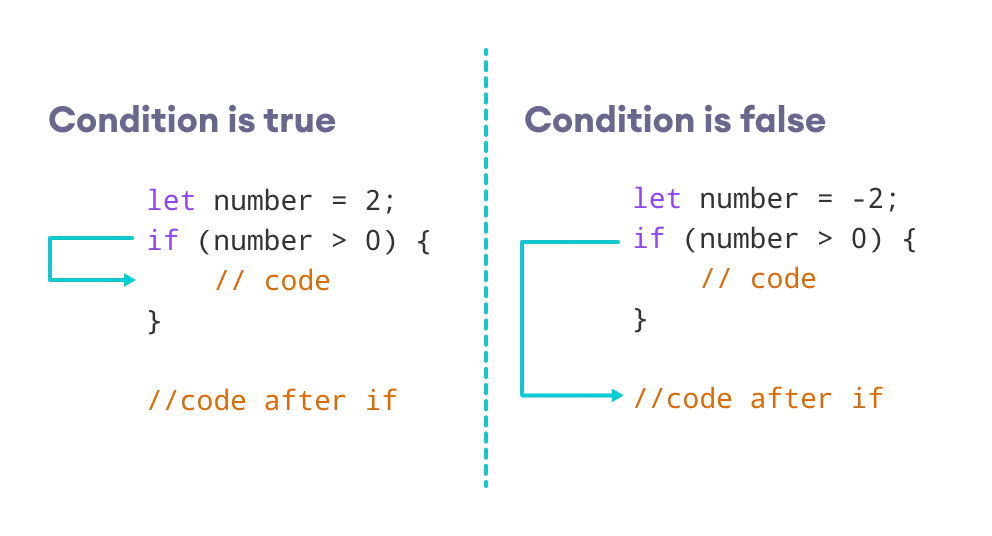 Condition is true
let number = 2;
if (number > 0) {
    // code
}
//code after if
Condition is false
let number = -2;
if (number > 0) {
    // code
}
//code after if